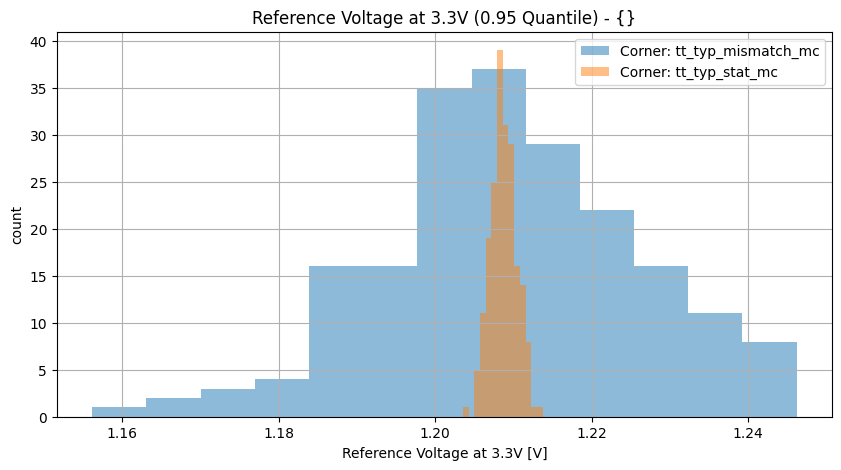 Reference Voltage at 3.3V (0.95 Quantile) - {}
Corner: tt_typ_mismatch_mc
Corner: tt_typ_stat_mc
count
40
35
30
25
20
15
10
5
0
1.16
1.18
1.20
1.22
1.24
Reference Voltage at 3.3V [V]